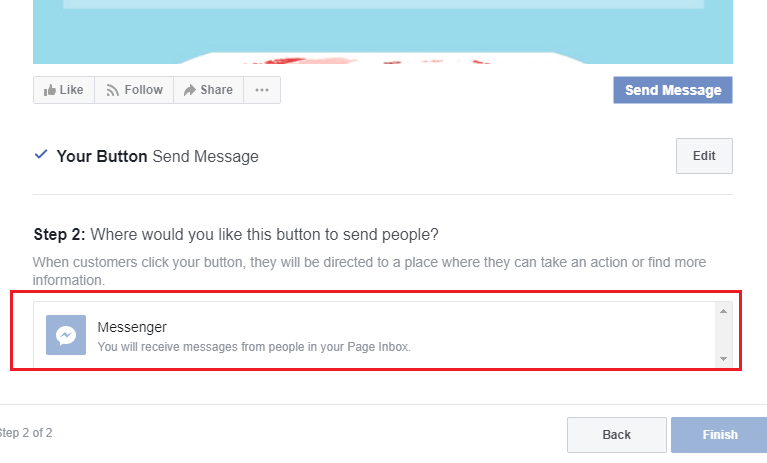 Like Follow Share ... Send Message
Your Button Send Message Edit
Step 2: Where would you like this button to send people?
When customers click your button, they will be directed to a place where they can take an action or find more
information.
Messenger
You will receive messages from people in your Page Inbox.
Step 2 of 2 Back Finish